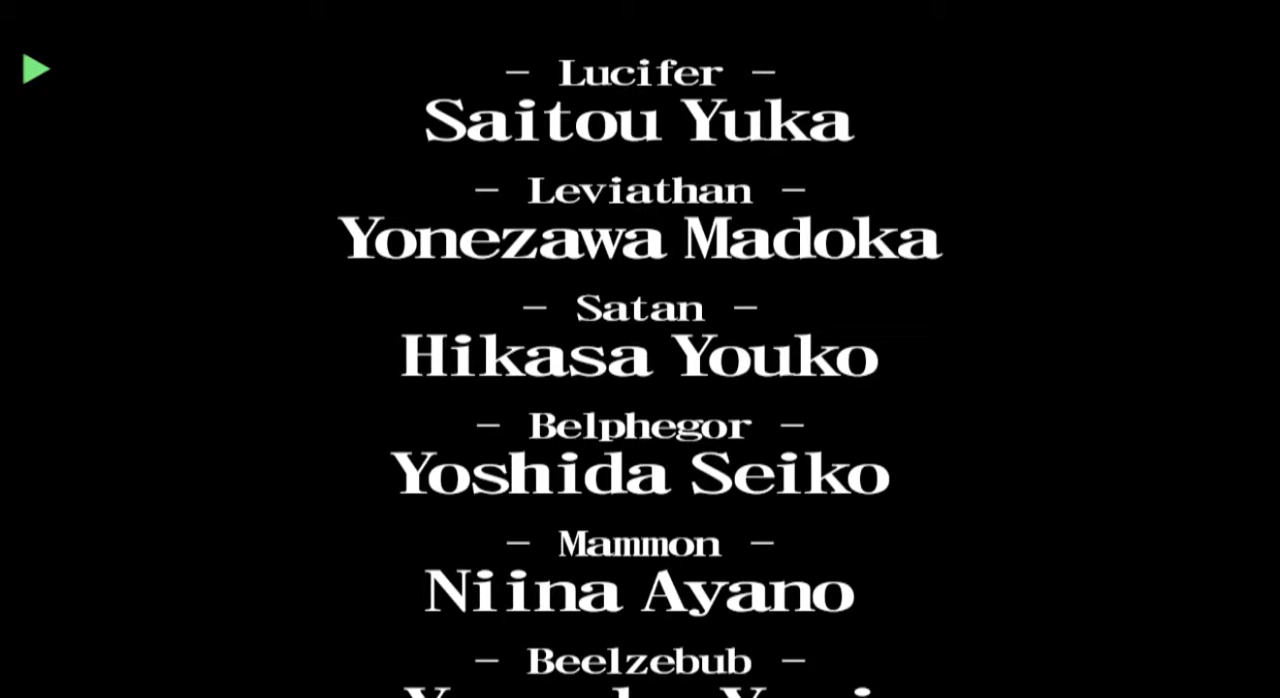 - Lucifer -
Saitou Yuka
- Leviathan -
Yonezawa Madoka
- Satan -
Hikasa Youko
- Belphegor -
Yoshida Seiko
- Mammon -
Niina Ayano
- Beelzebub -